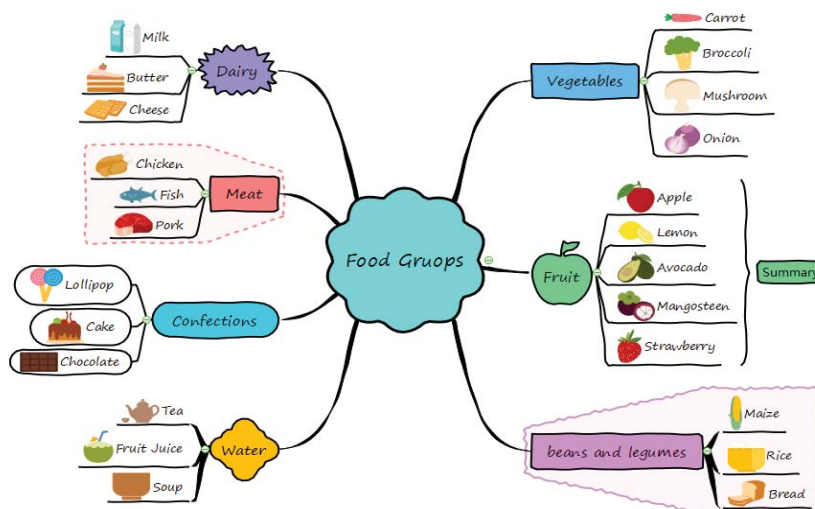 Food Gruops
Dairy
Milk
Butter
Cheese
Meat
Chicken
Fish
Pork
Confections
Lollipop
Cake
Chocolate
Water
Tea
Fruit Juice
Soup
Vegetables
Carrot
Broccoli
Mushroom
Onion
Fruit
Apple
Lemon
Avocado
Mangosteen
Strawberry
Summary
beans and legumes
Maize
Rice
Bread